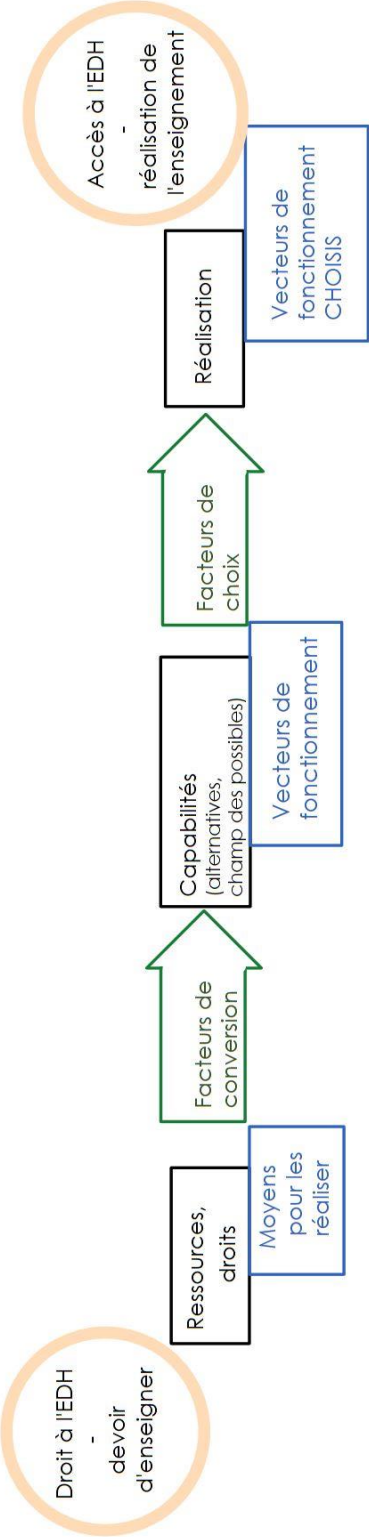 Droit à l'EDH
-
devoir
d'enseigner
Ressources,
droits
Moyens
pour les
réaliser
Facteurs de
conversion
Capabilités
(alternatives,
champ des possibles)
Vecteurs de
fonctionnement
Facteurs de
choix
Réalisation
Vecteurs de
fonctionnement
CHOISIS
Accès à l'EDH
-
réalisation de
l'enseignement